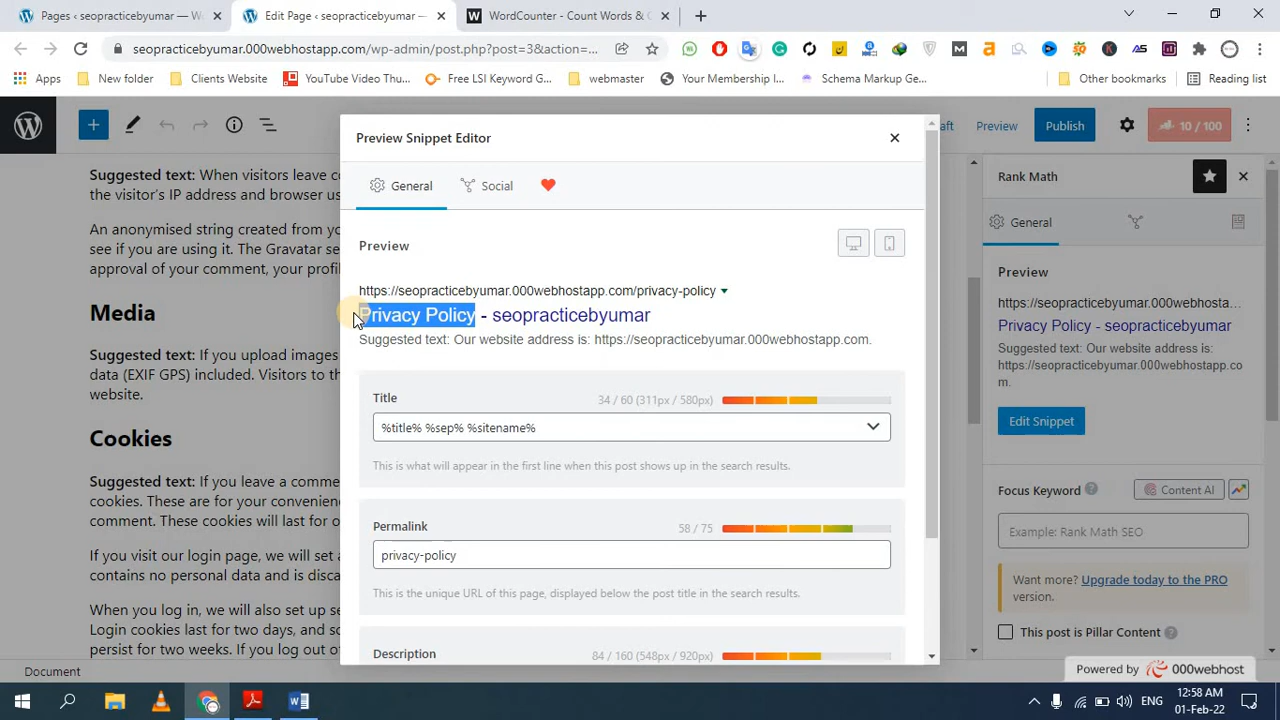 Pages ‹ seopracticebyumar — W
Edit Page ‹ seopracticebyumar —
WordCounter - Count Words &
seopracticebyumar.000webhostapp.com/wp-admin/post.php?post=3&action=...
Apps
New folder
Clients Website
YouTube Video Thu...
Free LSI Keyword G...
webmaster
Your Membership I...
Schema Markup Ge...
Other bookmarks
Reading list
Preview
Publish
10 / 100
Suggested text: When visitors leave co
the visitor's IP address and browser us
An anonymised string created from yo
see if you are using it. The Gravatar se
approval of your comment, your profil
Media
Suggested text: If you upload images
data (EXIF GPS) included. Visitors to th
website.
Cookies
Suggested text: If you leave a comme
cookies. These are for your convenienc
comment. These cookies will last for o
If you visit our login page, we will set a
contains no personal data and is disca
When you log in, we will also set up se
Login cookies last for two days, and sc
persist for two weeks. If you log out o
Document
Preview Snippet Editor
General
Social
Preview
https://seopracticebyumar.000webhostapp.com/privacy-policy
Privacy Policy - seopracticebyumar
Suggested text: Our website address is: https://seopracticebyumar.000webhostapp.com.
Title
34 / 60 (311px / 580px)
%title% %sep% %sitename%
This is what will appear in the first line when this post shows up in the search results.
Permalink
58 / 75
privacy-policy
This is the unique URL of this page, displayed below the post title in the search results.
Description
84 / 160 (548px / 920px)
Rank Math
General
Preview
https://seopracticebyumar.000webhostapp.com/privacy...
Privacy Policy - seopracticebyumar
Suggested text: Our website address is:
https://seopracticebyumar.000webhostapp.co
m.
Edit Snippet
Focus Keyword
Content AI
Example: Rank Math SEO
Want more? Upgrade today to the PRO
version.
This post is Pillar Content
Powered by 000webhost
ENG
12:58 AM
01-Feb-22